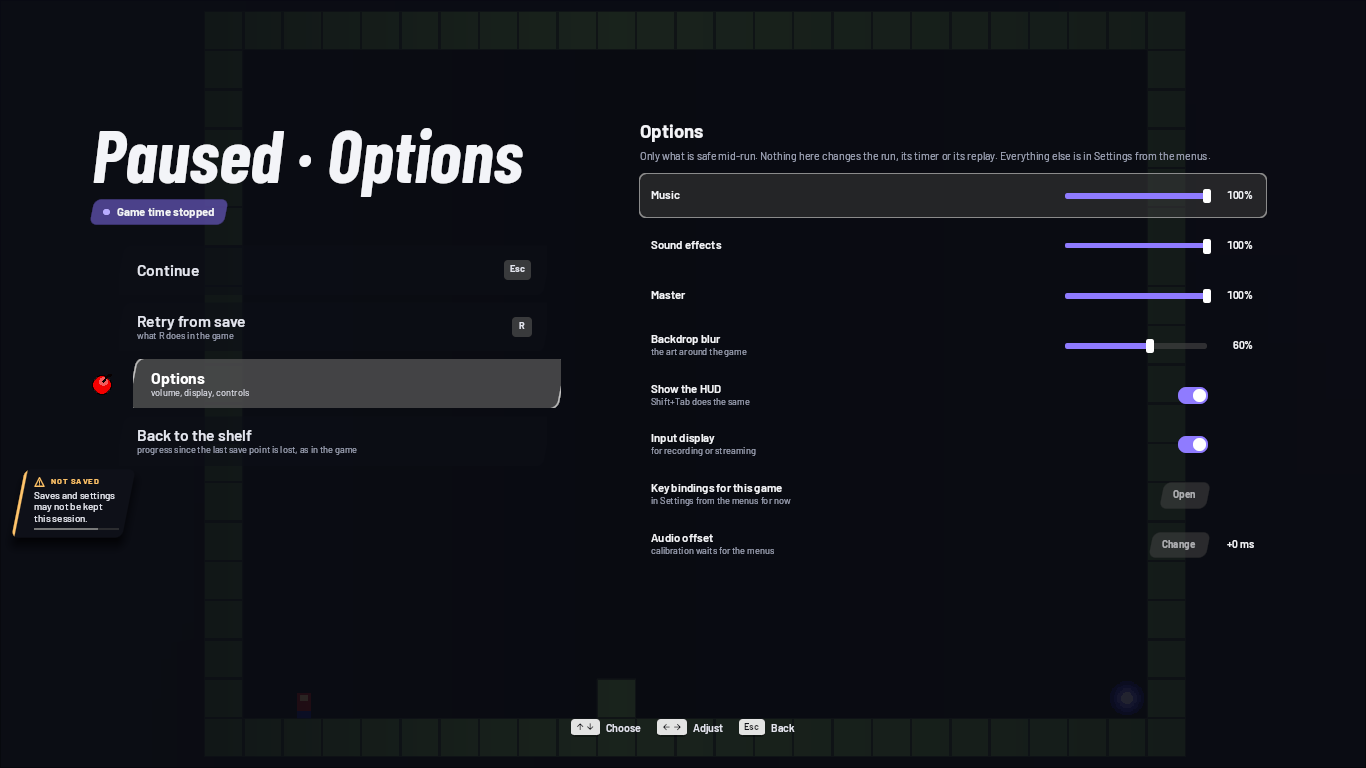 Paused · Options
Game time stopped
Continue
Esc
Retry from save
what R does in the game
R
Options
volume, display, controls
Back to the shelf
progress since the last save point is lost, as in the game
NOT SAVED
Saves and settings
may not be kept
this session.
Options
Only what is safe mid-run. Nothing here changes the run, its timer or its replay. Everything else is in Settings from the menus.
Music
100%
Sound effects
100%
Master
100%
Backdrop blur
the art around the game
60%
Show the HUD
Shift+Tab does the same
Input display
for recording or streaming
Key bindings for this game
in Settings from the menus for now
Open
Audio offset
calibration waits for the menus
Change
+0 ms
↑ ↓ Choose ← → Adjust Esc Back